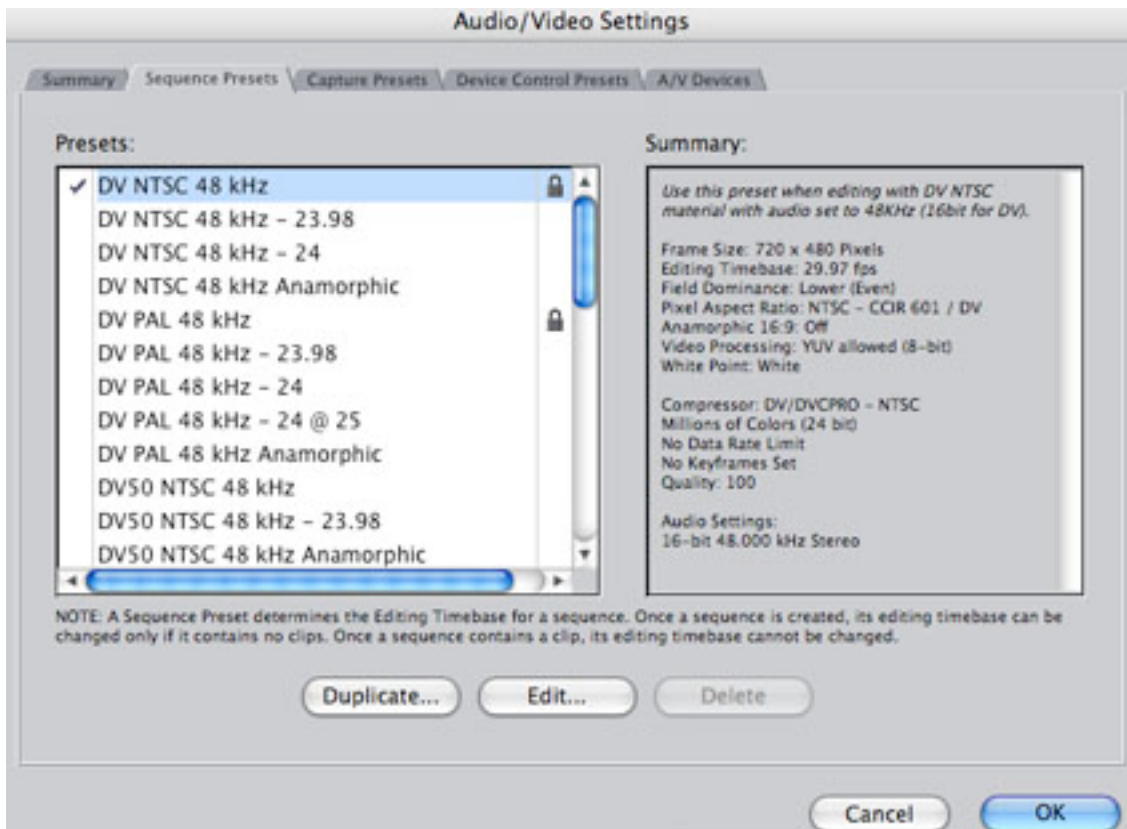 Audio/Video Settings
Summary
Sequence Presets
Capture Presets
Device Control Presets
A/V Devices
Presets:
DV NTSC 48 kHz
DV NTSC 48 kHz - 23.98
DV NTSC 48 kHz - 24
DV NTSC 48 kHz Anamorphic
DV PAL 48 kHz
DV PAL 48 kHz - 23.98
DV PAL 48 kHz - 24
DV PAL 48 kHz - 24 @ 25
DV PAL 48 kHz Anamorphic
DV50 NTSC 48 kHz
DV50 NTSC 48 kHz - 23.98
DV50 NTSC 48 kHz Anamorphic
Summary:
Use this preset when editing with DV NTSC
material with audio set to 48KHz (16bit for DV).
Frame Size: 720 x 480 Pixels
Editing Timebase: 29.97 fps
Field Dominance: Lower (Even)
Pixel Aspect Ratio: NTSC - CCIR 601 / DV
Anamorphic 16:9: Off
Video Processing: YUV allowed (8-bit)
White Point: White
Compressor: DV/DVCPRO - NTSC
Millions of Colors (24 bit)
No Data Rate Limit
No Keyframes Set
Quality: 100
Audio Settings:
16-bit 48.000 kHz Stereo
NOTE: A Sequence Preset determines the Editing Timebase for a sequence. Once a sequence is created, its editing timebase can be
changed only if it contains no clips. Once a sequence contains a clip, its editing timebase cannot be changed.
Duplicate...
Edit...
Delete
Cancel
OK